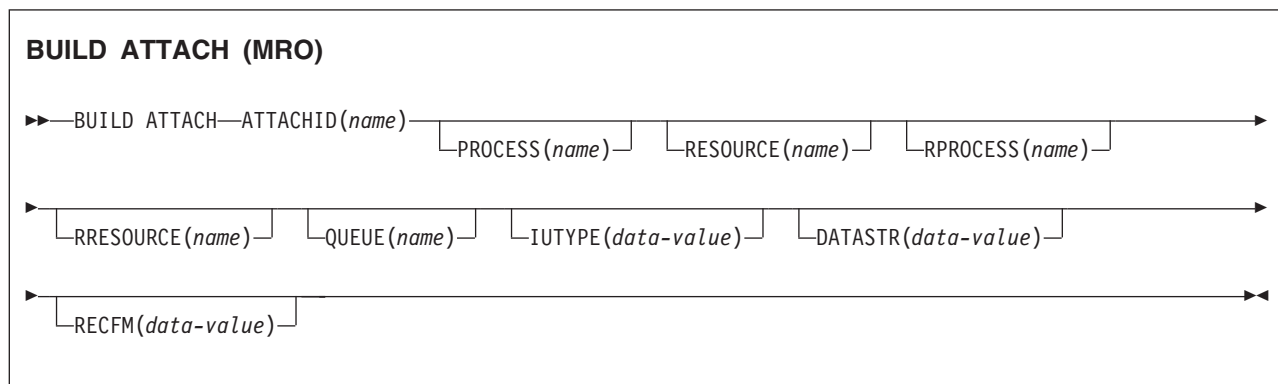 BUILD ATTACH (MRO)
BUILD ATTACH ATTACHID(name)
PROCESS(name) RESOURCE(name) RPROCESS(name)
RRESOURCE(name) QUEUE(name) IUTYPE(data-value) DATASTR(data-value)
RECFM(data-value)